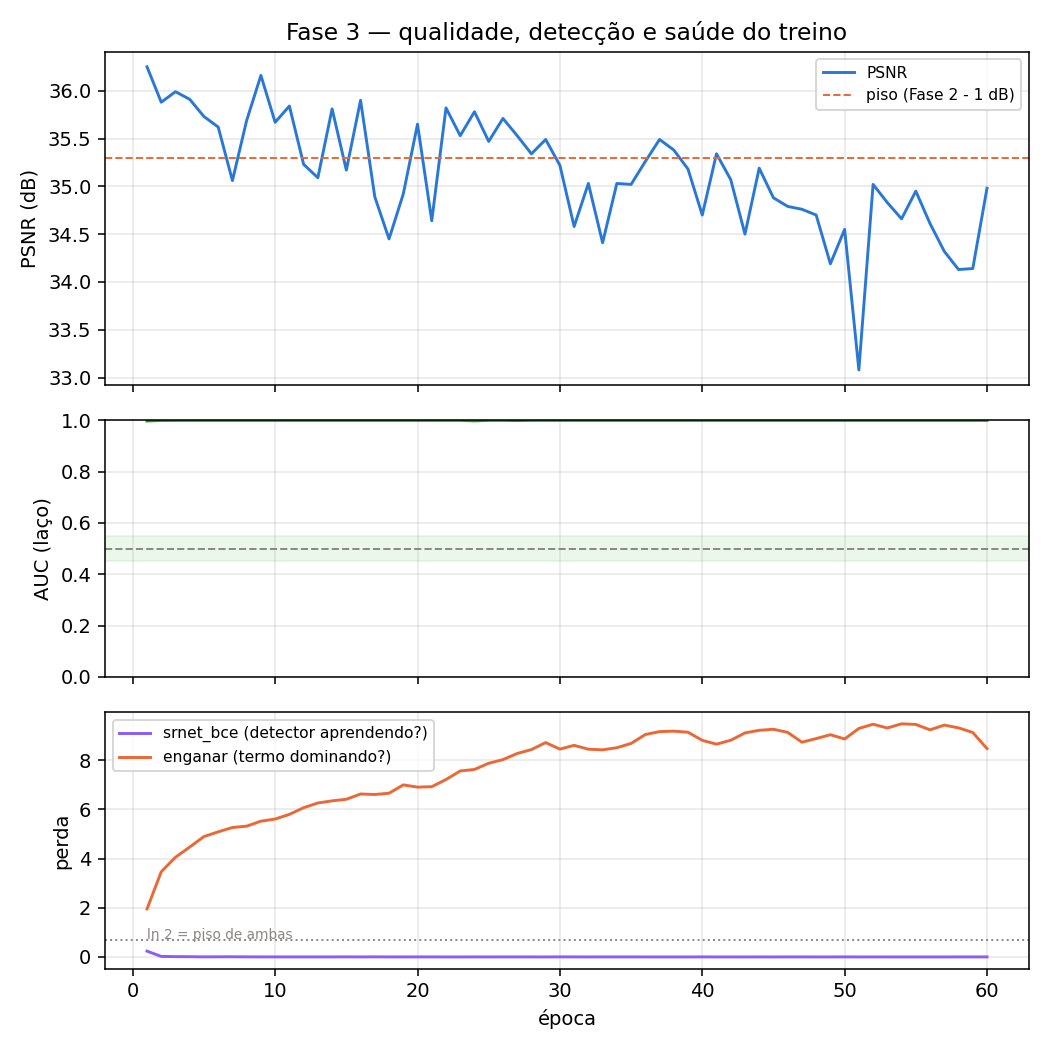 Fase 3 — qualidade, detecção e saúde do treino
PSNR (dB)
36.0
35.5
35.0
34.5
34.0
33.5
33.0
PSNR
piso (Fase 2 - 1 dB)
AUC (laço)
1.0
0.8
0.6
0.4
0.2
0.0
perda
8
6
4
2
0
srnet_bce (detector aprendendo?)
enganar (termo dominando?)
ln 2 = piso de ambas
0 10 20 30 40 50 60
época